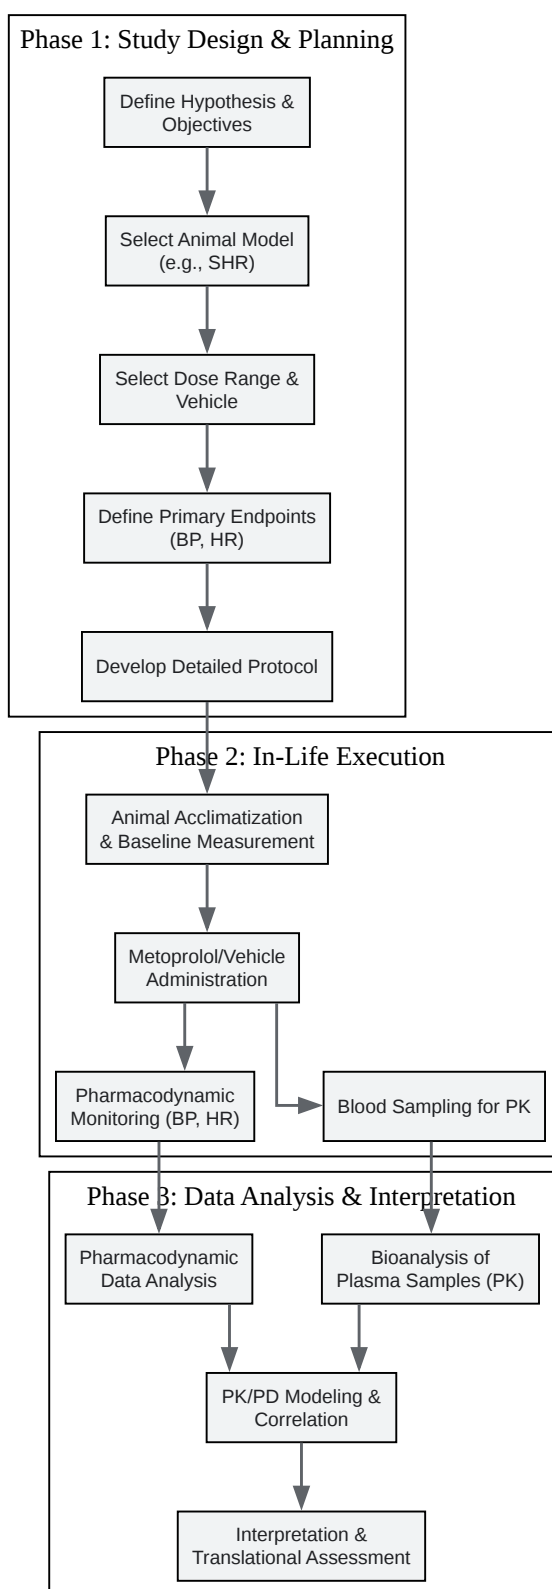 Phase 1: Study Design & Planning
Define Hypothesis &
Objectives
Select Animal Model
(e.g., SHR)
Select Dose Range &
Vehicle
Define Primary Endpoints
(BP, HR)
Develop Detailed Protocol
Phase 2: In-Life Execution
Animal Acclimatization
& Baseline Measurement
Metoprolol/Vehicle
Administration
Pharmacodynamic
Monitoring (BP, HR)
Blood Sampling for PK
Phase 3: Data Analysis & Interpretation
Pharmacodynamic
Data Analysis
Bioanalysis of
Plasma Samples (PK)
PK/PD Modeling &
Correlation
Interpretation &
Translational Assessment